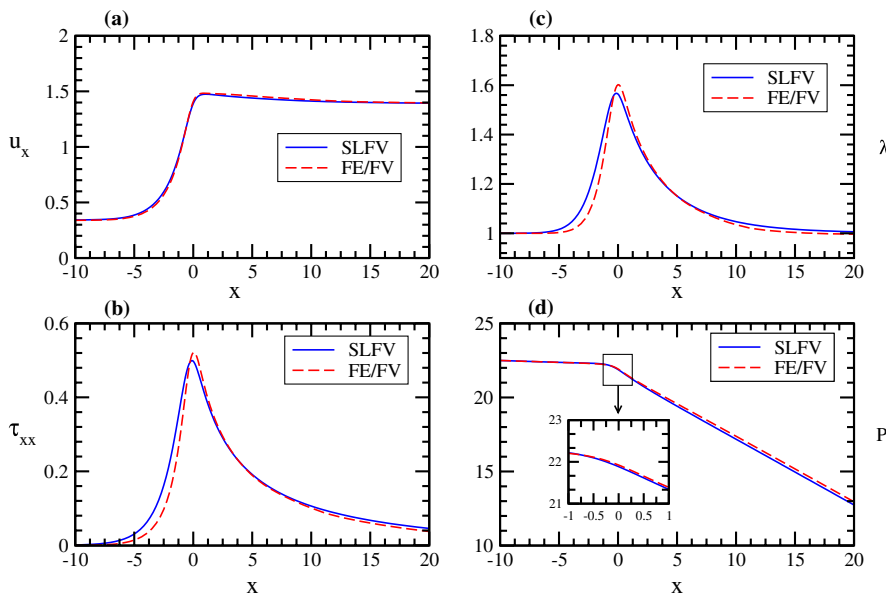 (a)
2
1.5
1
0.5
0
u_x
SLFV
FE/FV
-10 -5 0 5 10 15 20
x
(c)
1.8
1.6
1.4
1.2
1
λ
SLFV
FE/FV
-10 -5 0 5 10 15 20
x
(b)
0.6
0.4
0.2
0
τ_xx
SLFV
FE/FV
-10 -5 0 5 10 15 20
x
(d)
25
20
15
10
P
SLFV
FE/FV
23
22
21
-1 -0.5 0 0.5 1
-10 -5 0 5 10 15 20
x